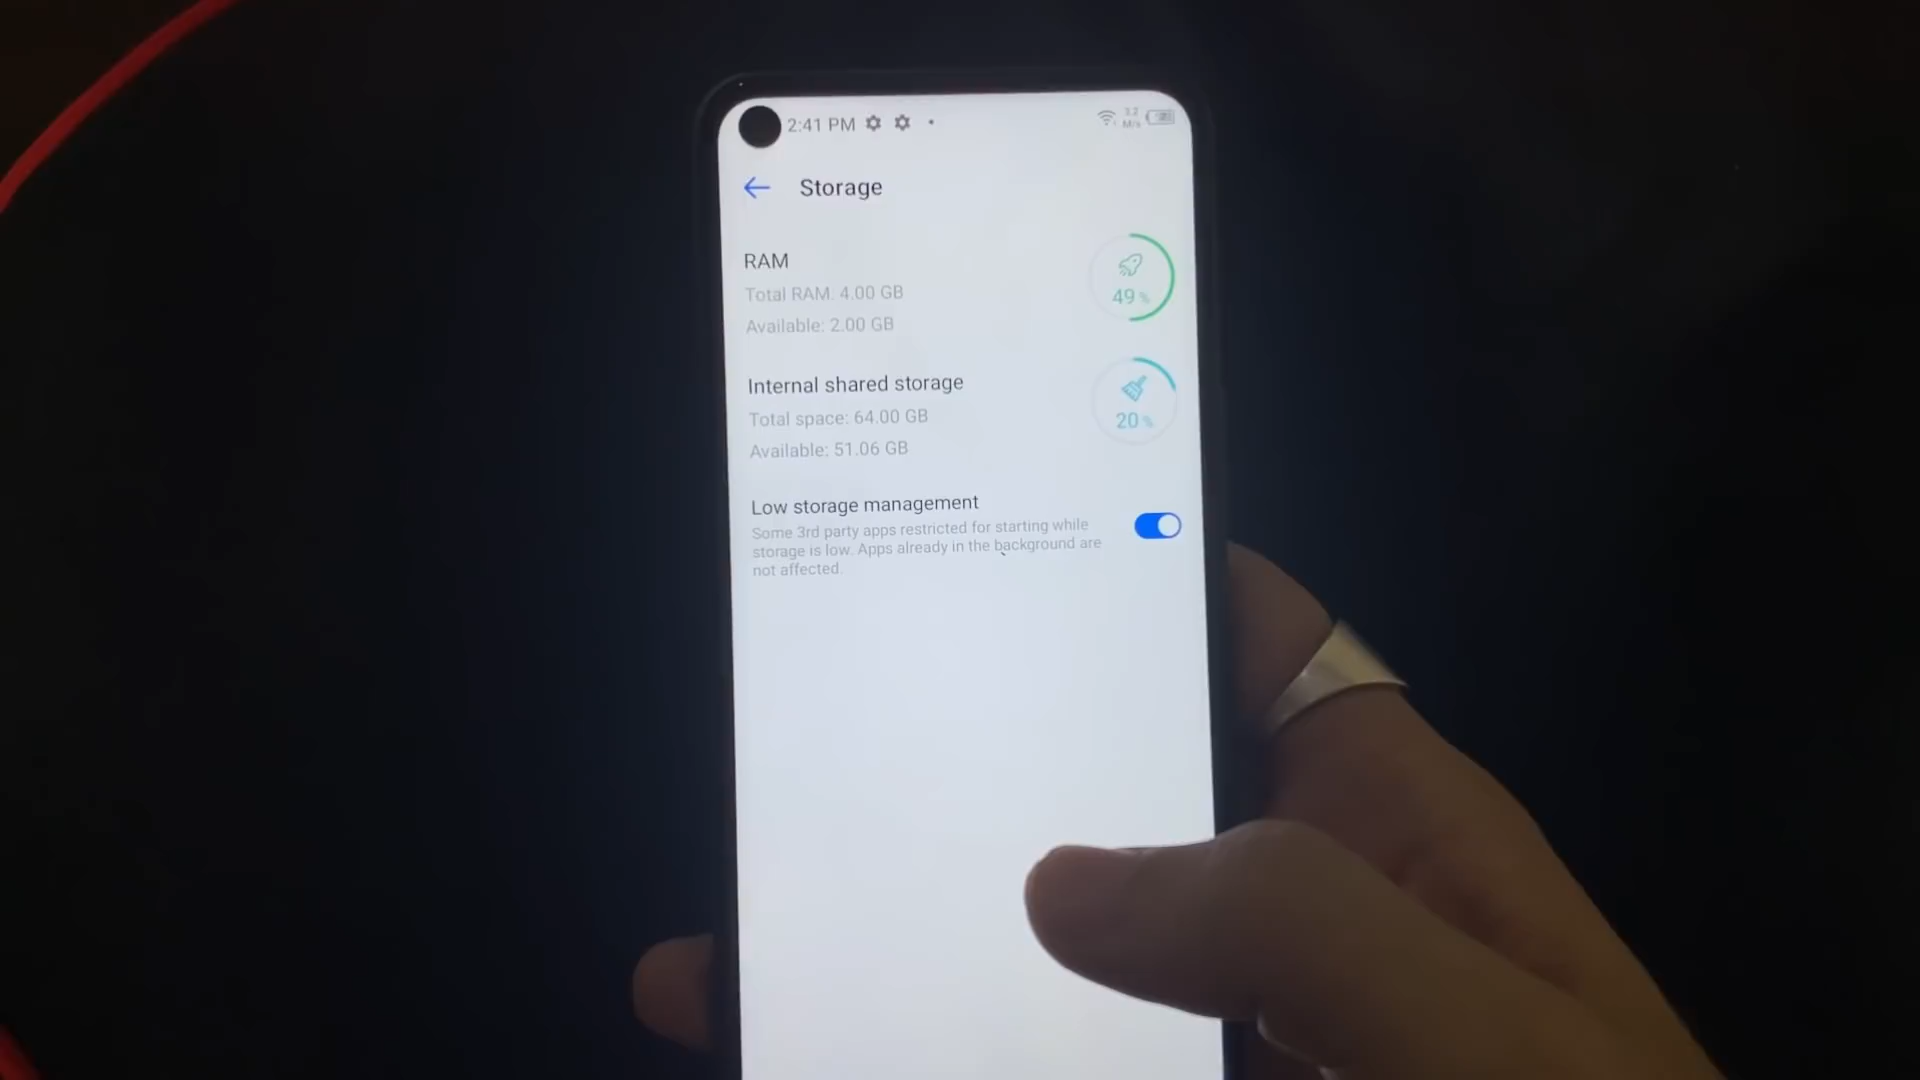 2:41 PM
3.2
M/s
Storage
RAM
Total RAM: 4.00 GB
Available: 2.00 GB
49 %
Internal shared storage
Total space: 64.00 GB
Available: 51.06 GB
20 %
Low storage management
Some 3rd party apps restricted for starting while
storage is low. Apps already in the background are
not affected.